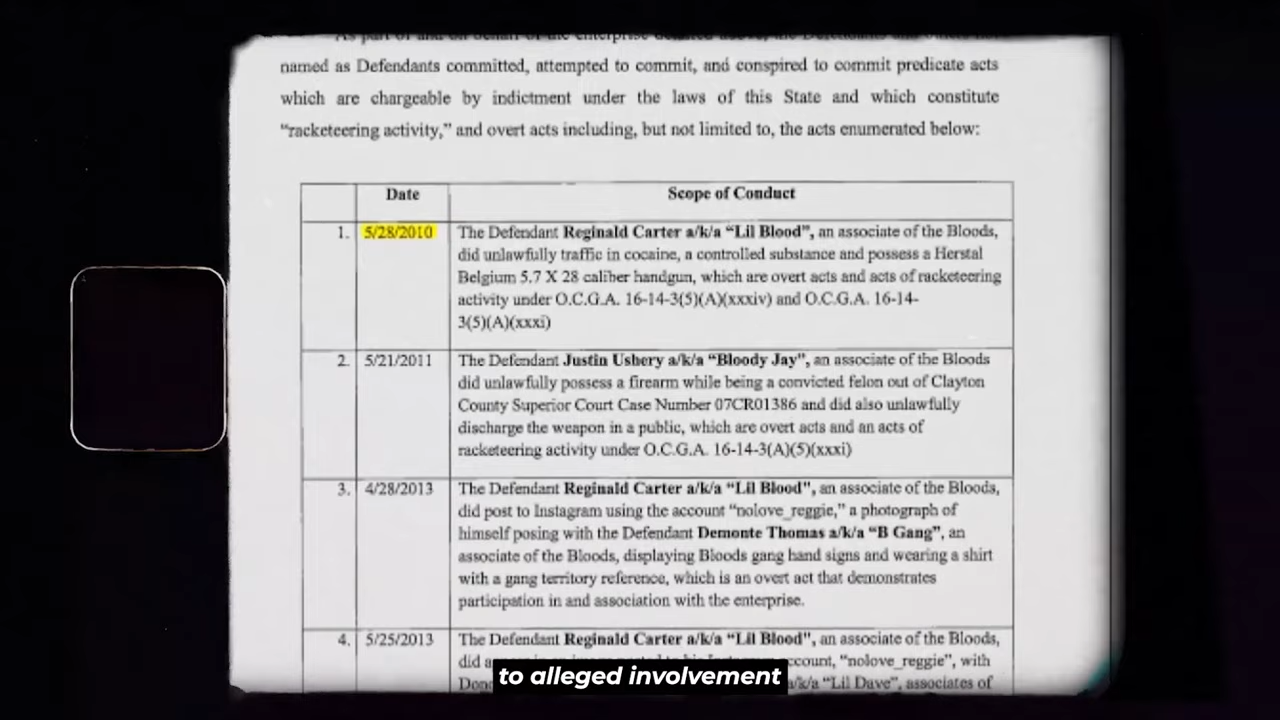 named as Defendants committed, attempted to commit, and conspired to commit predicate acts
which are chargeable by indictment under the laws of this State and which constitute
“racketeering activity,” and overt acts including, but not limited to, the acts enumerated below:
Date
Scope of Conduct
1.
5/28/2010
The Defendant Reginald Carter a/k/a “Lil Blood”, an associate of the Bloods,
did unlawfully traffic in cocaine, a controlled substance and possess a Herstal
Belgium 5.7 X 28 caliber handgun, which are overt acts and acts of racketeering
activity under O.C.G.A. 16-14-3(5)(A)(xxxiv) and O.C.G.A. 16-14-
3(5)(A)(xxxi)
2.
5/21/2011
The Defendant Justin Ushery a/k/a “Bloody Jay”, an associate of the Bloods
did unlawfully possess a firearm while being a convicted felon out of Clayton
County Superior Court Case Number 07CR01386 and did also unlawfully
discharge the weapon in a public, which are overt acts and an acts of
racketeering activity under O.C.G.A. 16-14-3(A)(5)(xxxi)
3.
4/28/2013
The Defendant Reginald Carter a/k/a “Lil Blood”, an associate of the Bloods,
did post to Instagram using the account “nolove_reggie,” a photograph of
himself posing with the Defendant Demonte Thomas a/k/a “B Gang”, an
associate of the Bloods, displaying Bloods gang hand signs and wearing a shirt
with a gang territory reference, which is an overt act that demonstrates
participation in and association with the enterprise.
4.
5/25/2013
The Defendant Reginald Carter a/k/a “Lil Blood”, an associate of the Bloods,
did “nolove_reggie”, with
a/k/a “Lil Dave”, associates of
to alleged involvement